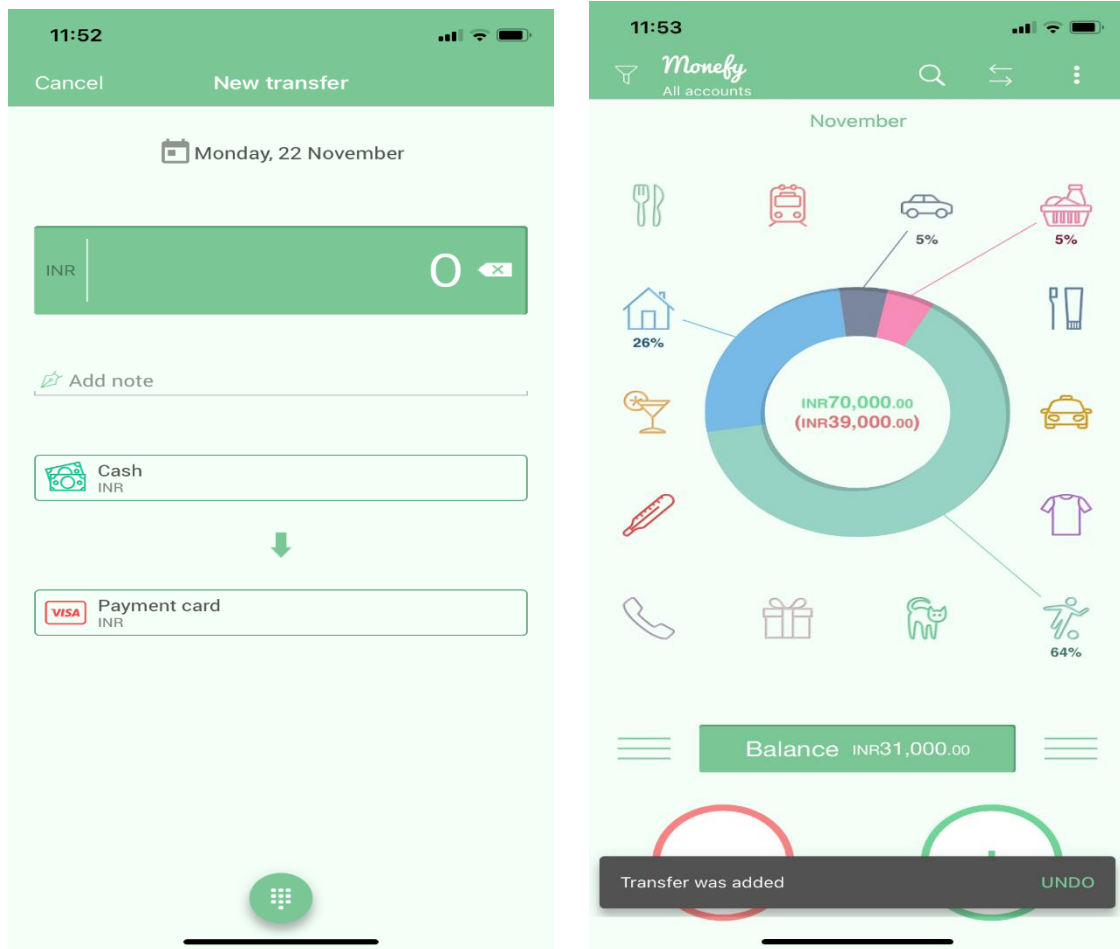 11:52
Cancel New transfer
Monday, 22 November
INR 0
Add note
Cash
INR
VISA Payment card
INR
11:53
Monefy
All accounts
November
5% 5%
26%
INR70,000.00
(INR39,000.00)
64%
Balance INR31,000.00
Transfer was added UNDO